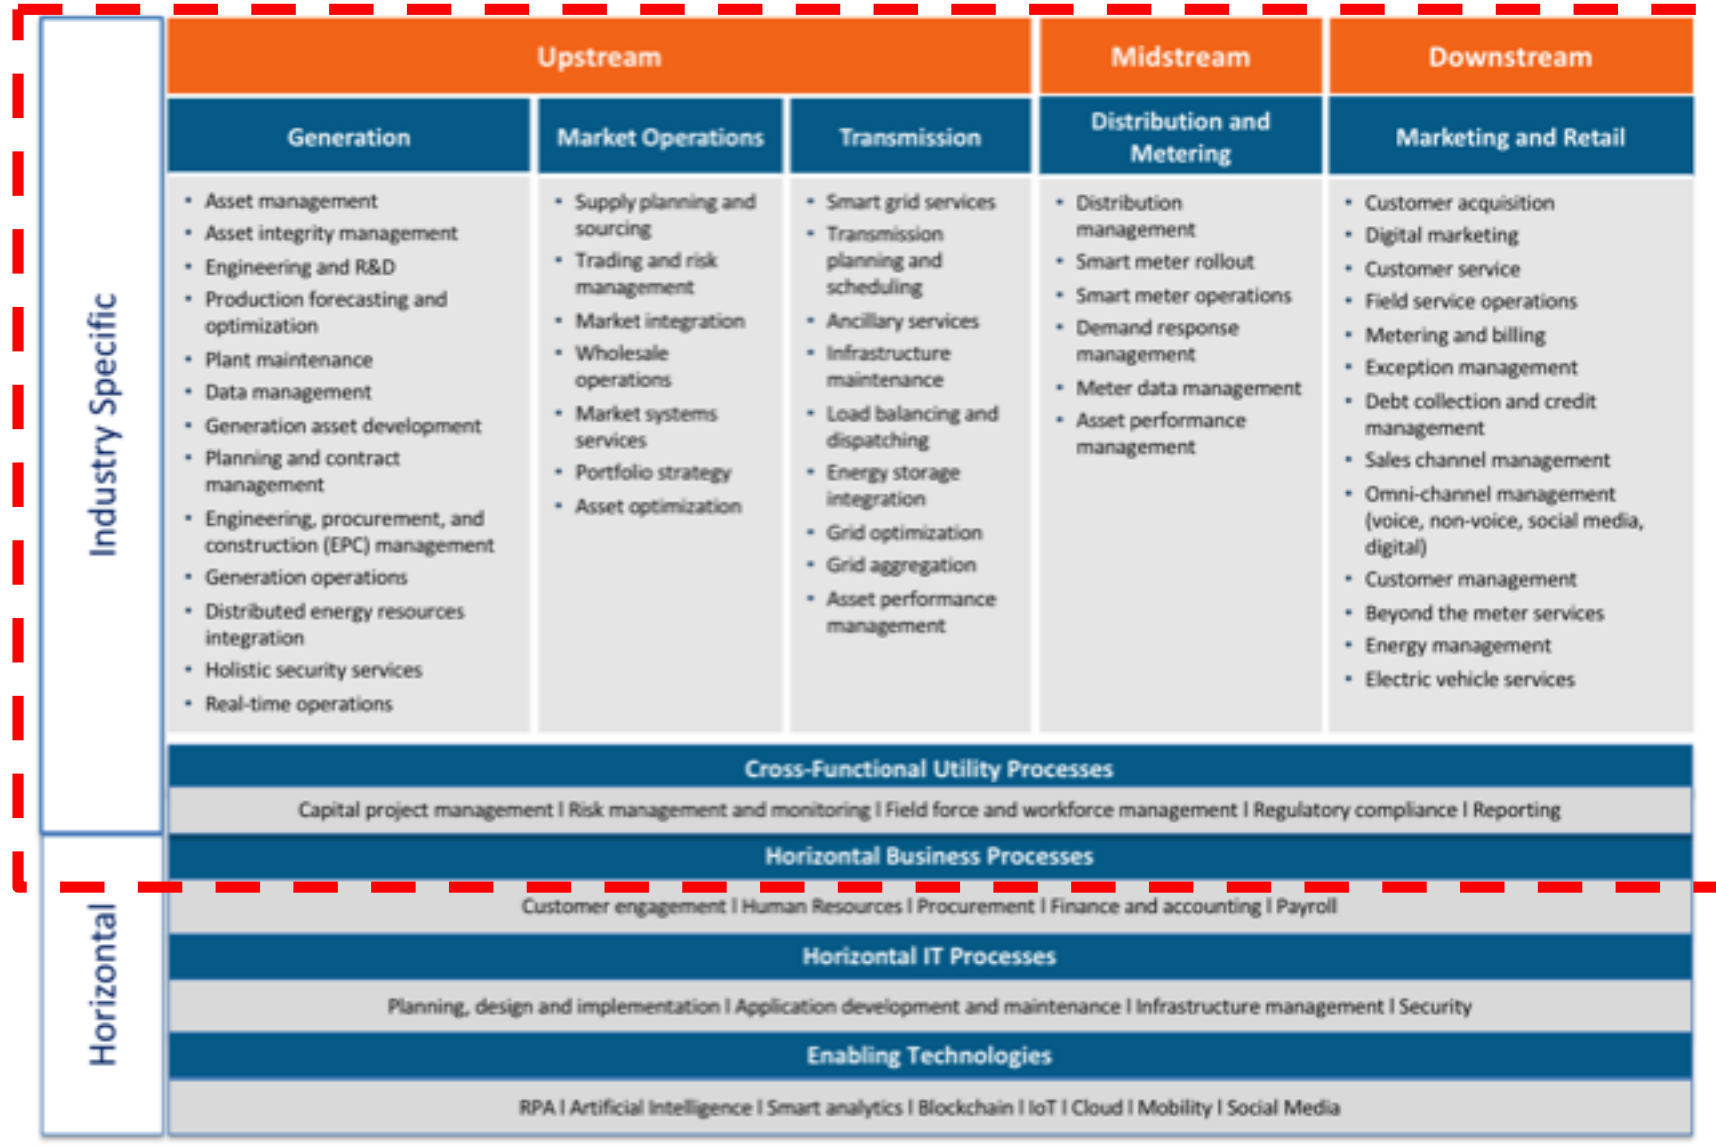 Industry Specific
Upstream
Midstream
Downstream
Generation
Market Operations
Transmission
Distribution and
Metering
Marketing and Retail
• Asset management
• Asset integrity management
• Engineering and R&D
• Production forecasting and
optimization
• Plant maintenance
• Data management
• Generation asset development
• Planning and contract
management
• Engineering, procurement, and
construction (EPC) management
• Generation operations
• Distributed energy resources
integration
• Holistic security services
• Real-time operations
• Supply planning and
sourcing
• Trading and risk
management
• Market integration
• Wholesale
operations
• Market systems
services
• Portfolio strategy
• Asset optimization
• Smart grid services
• Transmission
planning and
scheduling
• Ancillary services
• Infrastructure
maintenance
• Load balancing and
dispatching
• Energy storage
integration
• Grid optimization
• Grid aggregation
• Asset performance
management
• Distribution
management
• Smart meter rollout
• Smart meter operations
• Demand response
management
• Meter data management
• Asset performance
management
• Customer acquisition
• Digital marketing
• Customer service
• Field service operations
• Metering and billing
• Exception management
• Debt collection and credit
management
• Sales channel management
• Omni-channel management
(voice, non-voice, social media,
digital)
• Customer management
• Beyond the meter services
• Energy management
• Electric vehicle services
Cross-Functional Utility Processes
Capital project management I Risk management and monitoring I Field force and workforce management I Regulatory compliance I Reporting
Horizontal
Horizontal Business Processes
Customer engagement I Human Resources I Procurement I Finance and accounting I Payroll
Horizontal IT Processes
Planning, design and implementation I Application development and maintenance I Infrastructure management I Security
Enabling Technologies
RPA I Artificial Intelligence I Smart analytics I Blockchain I IoT I Cloud I Mobility I Social Media